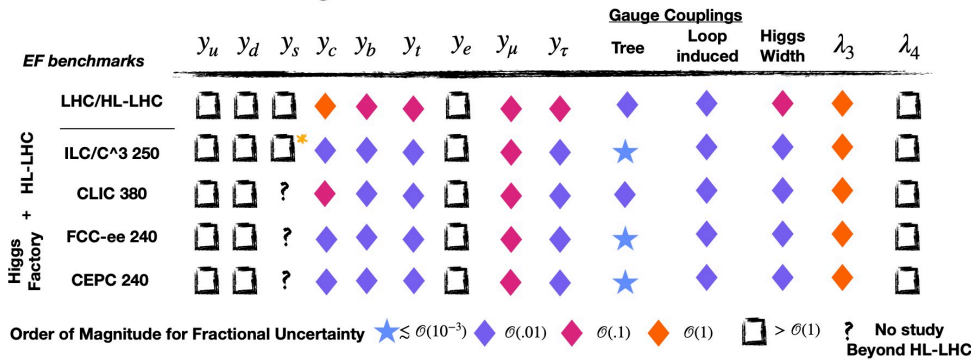 Gauge Couplings
EF benchmarks y_u y_d y_s y_c y_b y_t y_e y_μ y_τ Tree Loop induced Higgs Width λ_3 λ_4
LHC/HL-LHC
Higgs Factory + HL-LHC
ILC/C^3 250 *
CLIC 380 ?
FCC-ee 240 ?
CEPC 240 ?
Order of Magnitude for Fractional Uncertainty ≲ 𝒪(10⁻³) 𝒪(.01) 𝒪(.1) 𝒪(1) > 𝒪(1) ? No study
Beyond HL-LHC